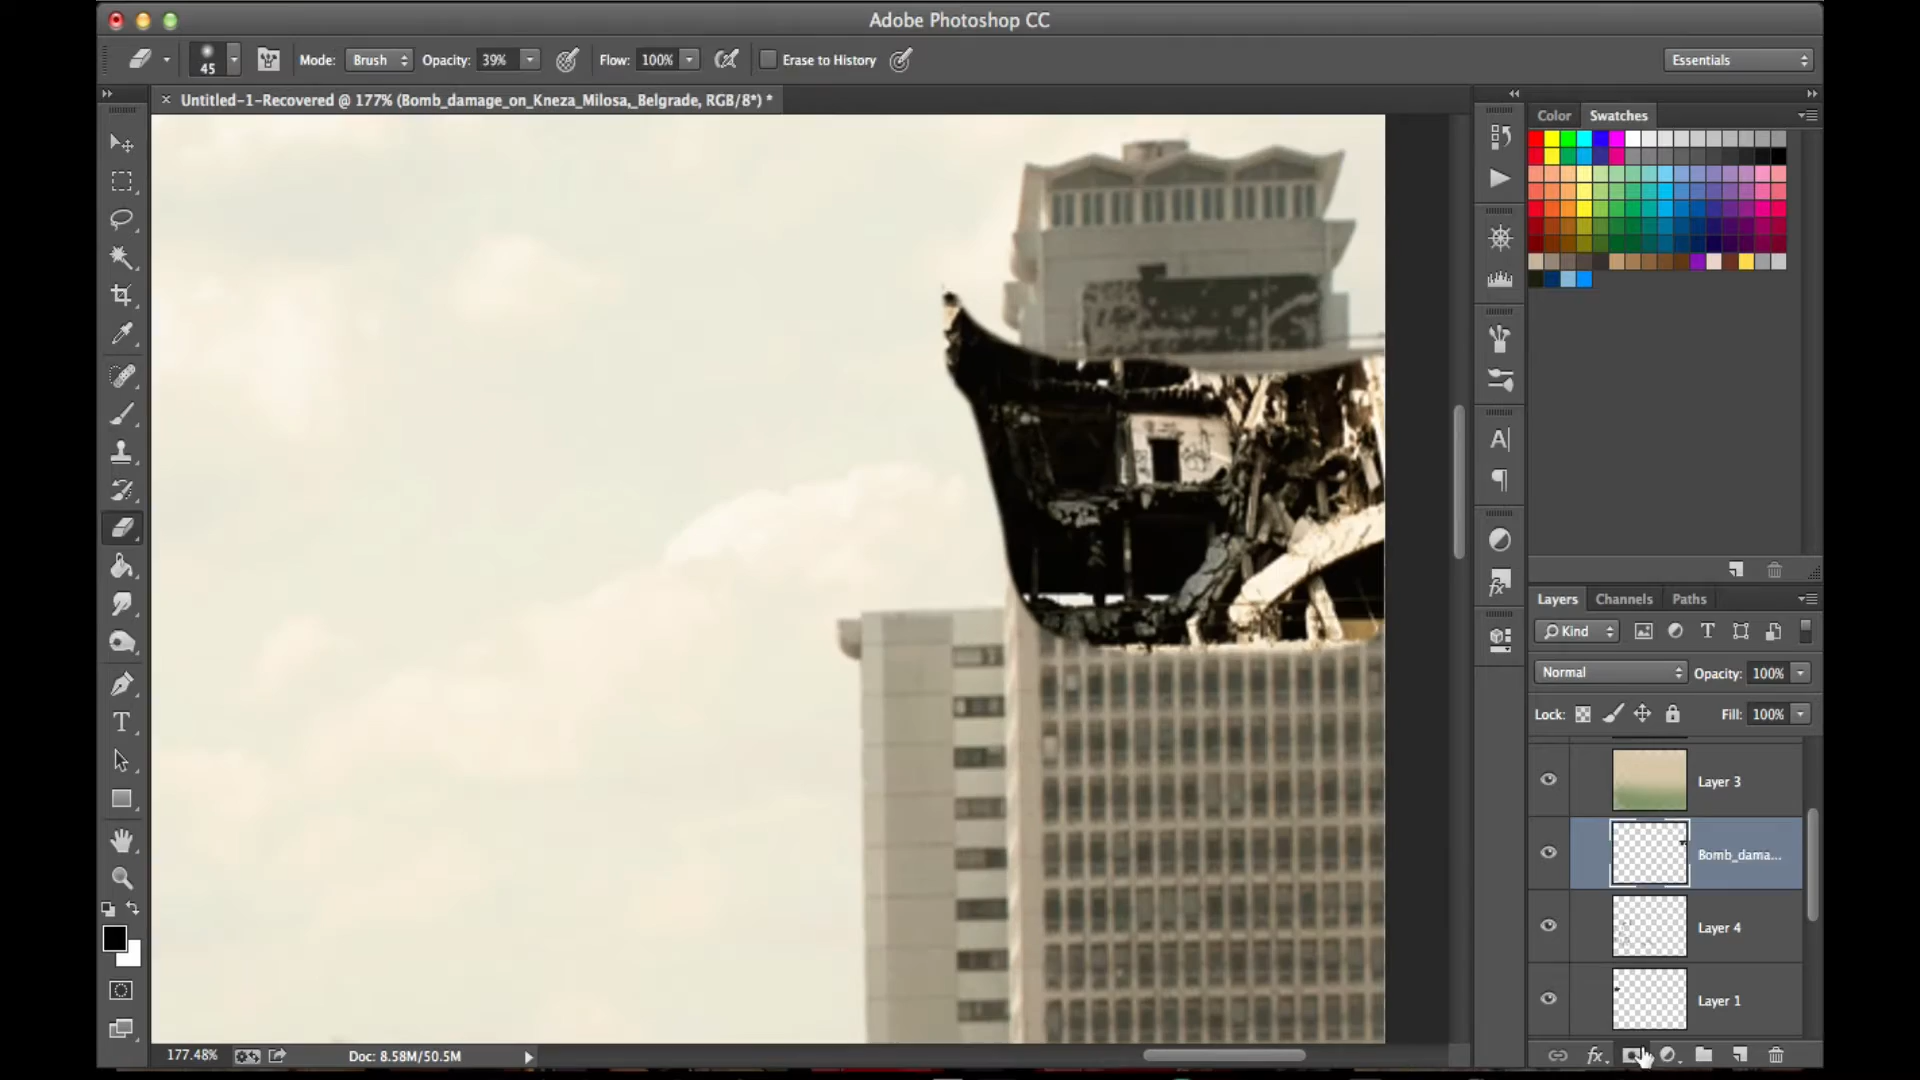 Adobe Photoshop CC
45
Mode: Brush Opacity: 39% Flow: 100% Erase to History Essentials
× Untitled-1-Recovered @ 177% (Bomb_damage_on_Kneza_Milosa,_Belgrade, RGB/8*) *
Color Swatches
Layers Channels Paths
Kind
Normal Opacity: 100%
Lock: Fill: 100%
Layer 3
Bomb_dama...
Layer 4
Layer 1
177.48% Doc: 8.58M/50.5M